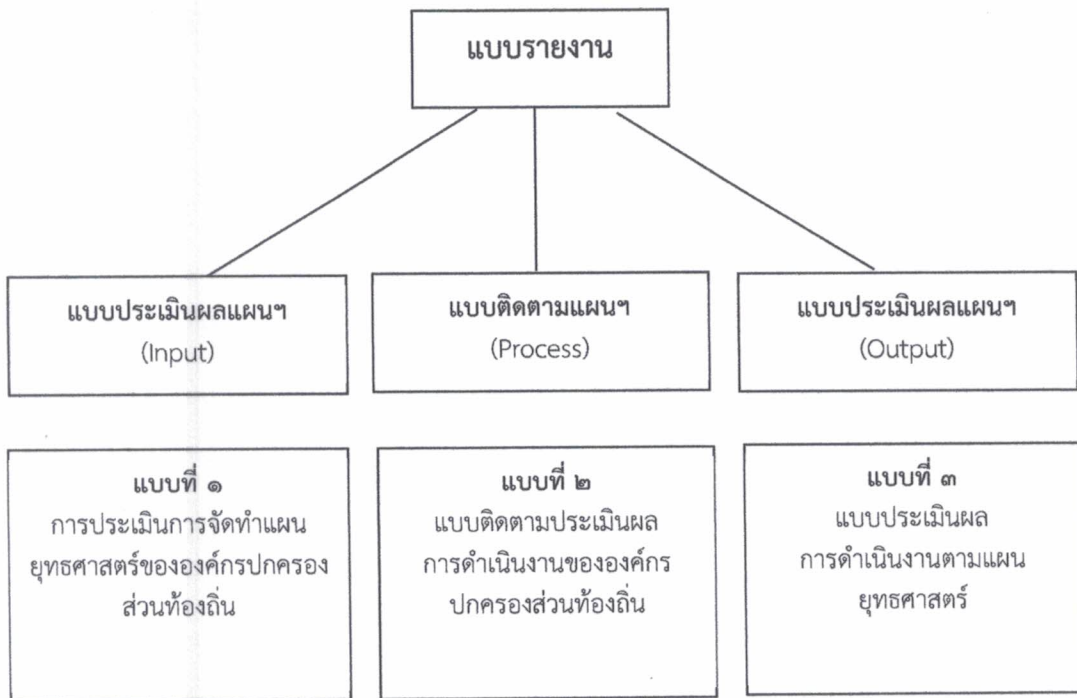 แบบรายงาน
แบบประเมินผลแผนฯ
(Input)
แบบติดตามแผนฯ
(Process)
แบบประเมินผลแผนฯ
(Output)
แบบที่ ๑
การประเมินการจัดทำแผน
ยุทธศาสตร์ขององค์กรปกครอง
ส่วนท้องถิ่น
แบบที่ ๒
แบบติดตามประเมินผล
การดำเนินงานขององค์กร
ปกครองส่วนท้องถิ่น
แบบที่ ๓
แบบประเมินผล
การดำเนินงานตามแผน
ยุทธศาสตร์